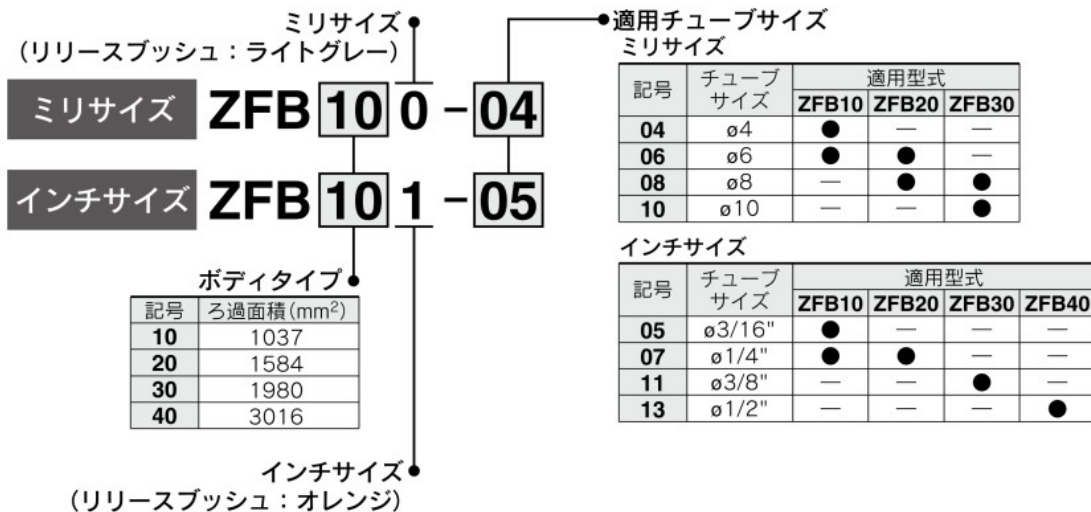 ミリサイズ
（リリースブッシュ：ライトグレー）
ミリサイズ ZFB 10 0 - 04
インチサイズ ZFB 10 1 - 05
ボディタイプ
記号 ろ過面積(mm²)
10 1037
20 1584
30 1980
40 3016
インチサイズ
（リリースブッシュ：オレンジ）
適用チューブサイズ
ミリサイズ
記号 チューブサイズ 適用型式
ZFB10 ZFB20 ZFB30
04 ø4 ● — —
06 ø6 ● ● —
08 ø8 — ● ●
10 ø10 — — ●
インチサイズ
記号 チューブサイズ 適用型式
ZFB10 ZFB20 ZFB30 ZFB40
05 ø3/16" ● — — —
07 ø1/4" ● ● — —
11 ø3/8" — — ● —
13 ø1/2" — — — ●